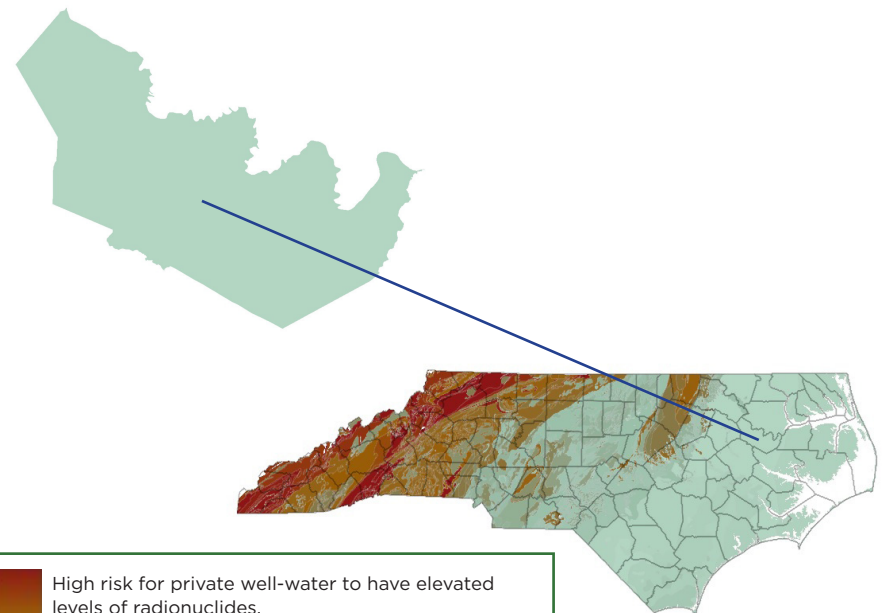 High risk for private well-water to have elevated
levels of radionuclides.